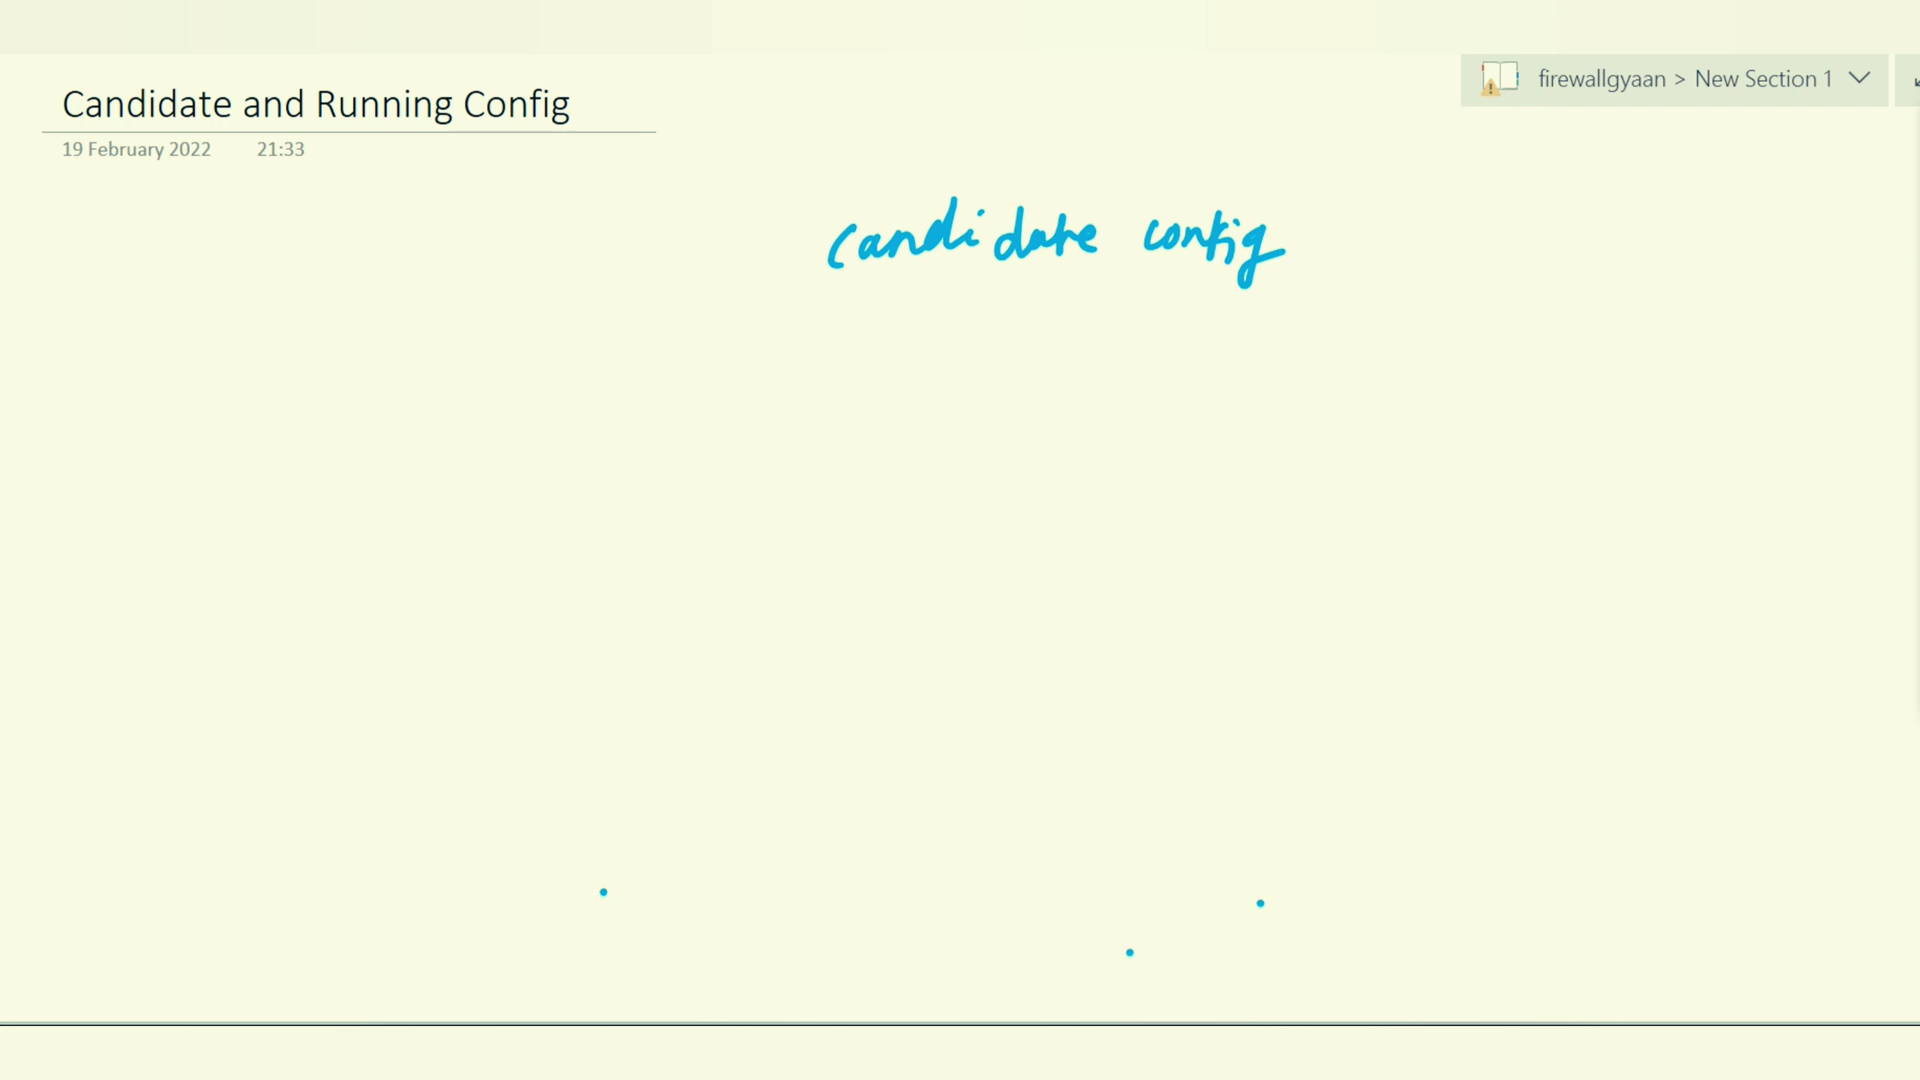 firewallgyaan > New Section 1
Candidate and Running Config
19 February 2022 21:33
candidate config